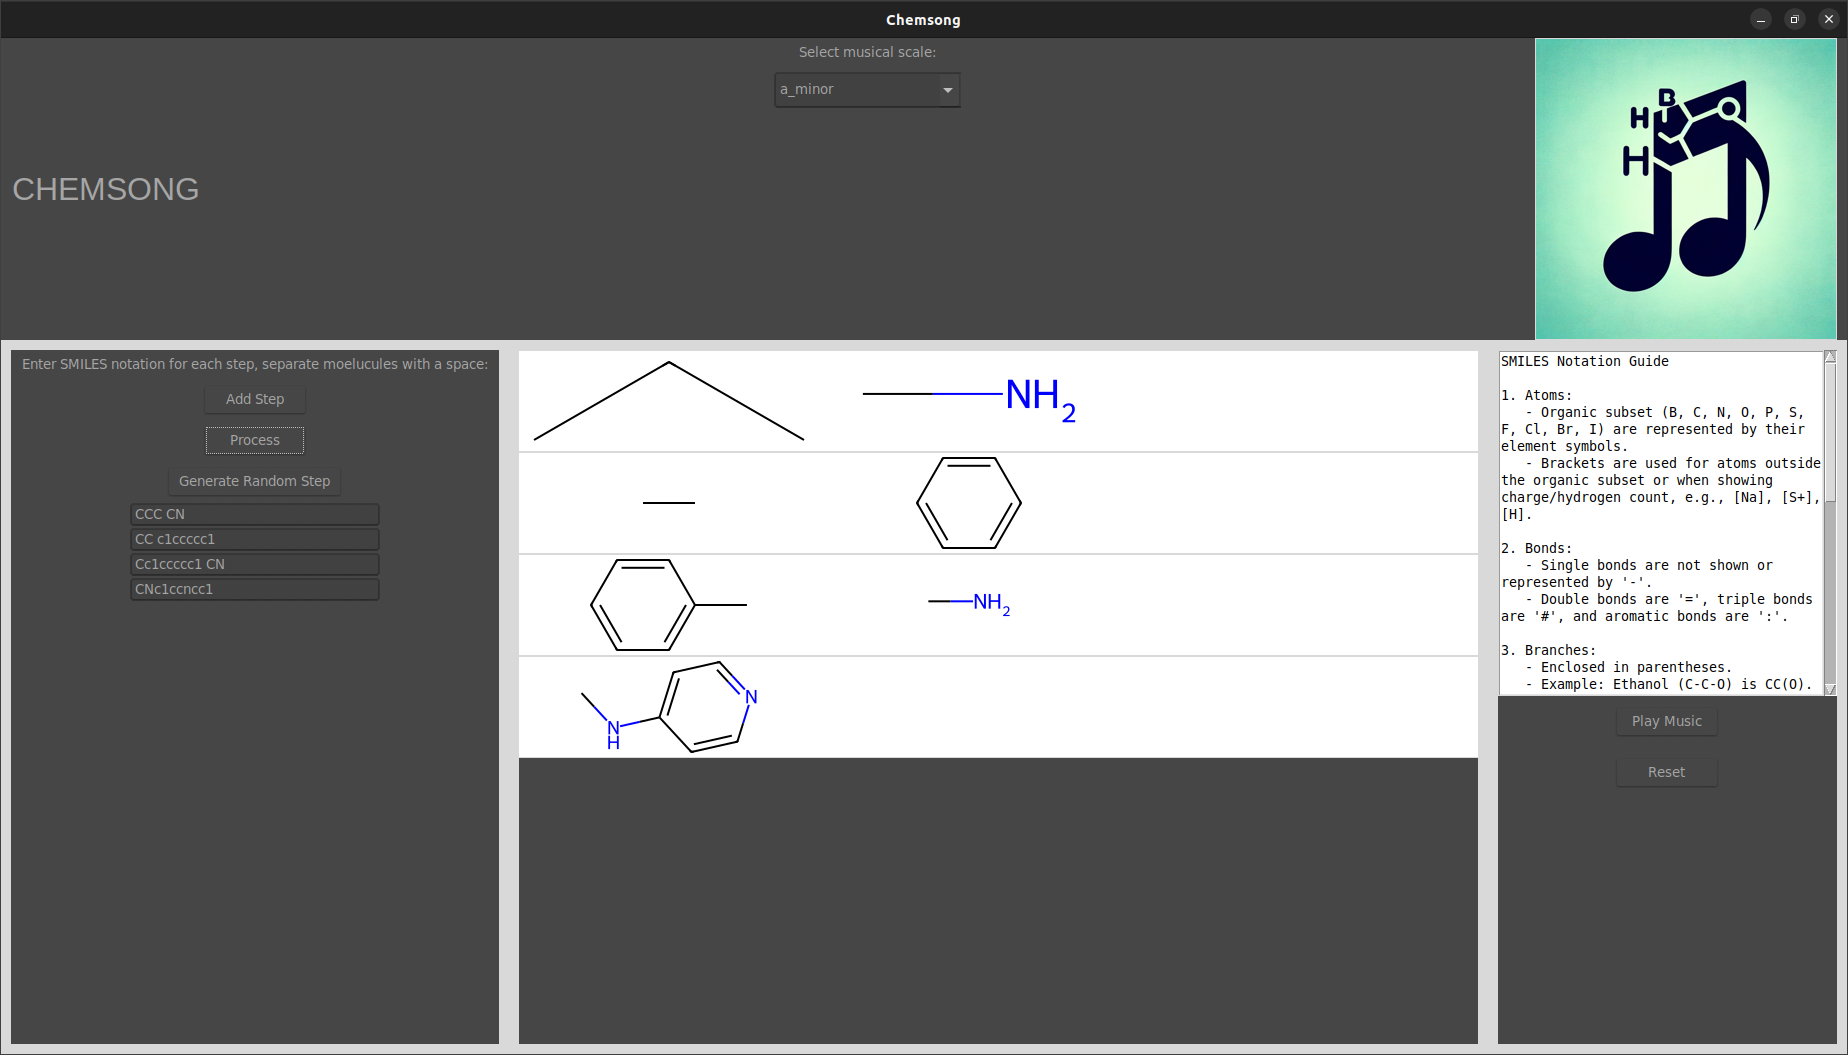 Chemsong
Select musical scale:
a_minor
B
H
H
CHEMSONG
Enter SMILES notation for each step, separate moelucules with a space:
Add Step
Process
Generate Random Step
CCC CN
CC c1ccccc1
Cc1ccccc1 CN
CNc1ccncc1
NH2
NH2
N
N
H
SMILES Notation Guide
1. Atoms:
- Organic subset (B, C, N, O, P, S,
F, Cl, Br, I) are represented by their
element symbols.
- Brackets are used for atoms outside
the organic subset or when showing
charge/hydrogen count, e.g., [Na], [S+],
[H].
2. Bonds:
- Single bonds are not shown or
represented by '-'.
- Double bonds are '=', triple bonds
are '#', and aromatic bonds are ':'.
3. Branches:
- Enclosed in parentheses.
- Example: Ethanol (C-C-O) is CC(O).
Play Music
Reset